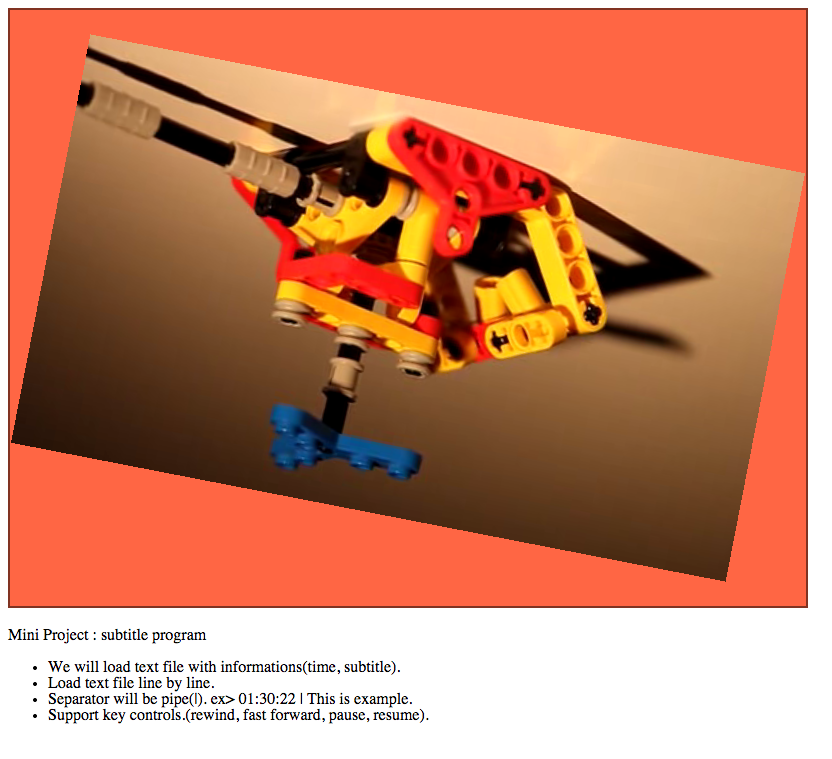 Mini Project : subtitle program
We will load text file with informations(time, subtitle).
Load text file line by line.
Separator will be pipe(|). ex> 01:30:22 | This is example.
Support key controls.(rewind, fast forward, pause, resume).